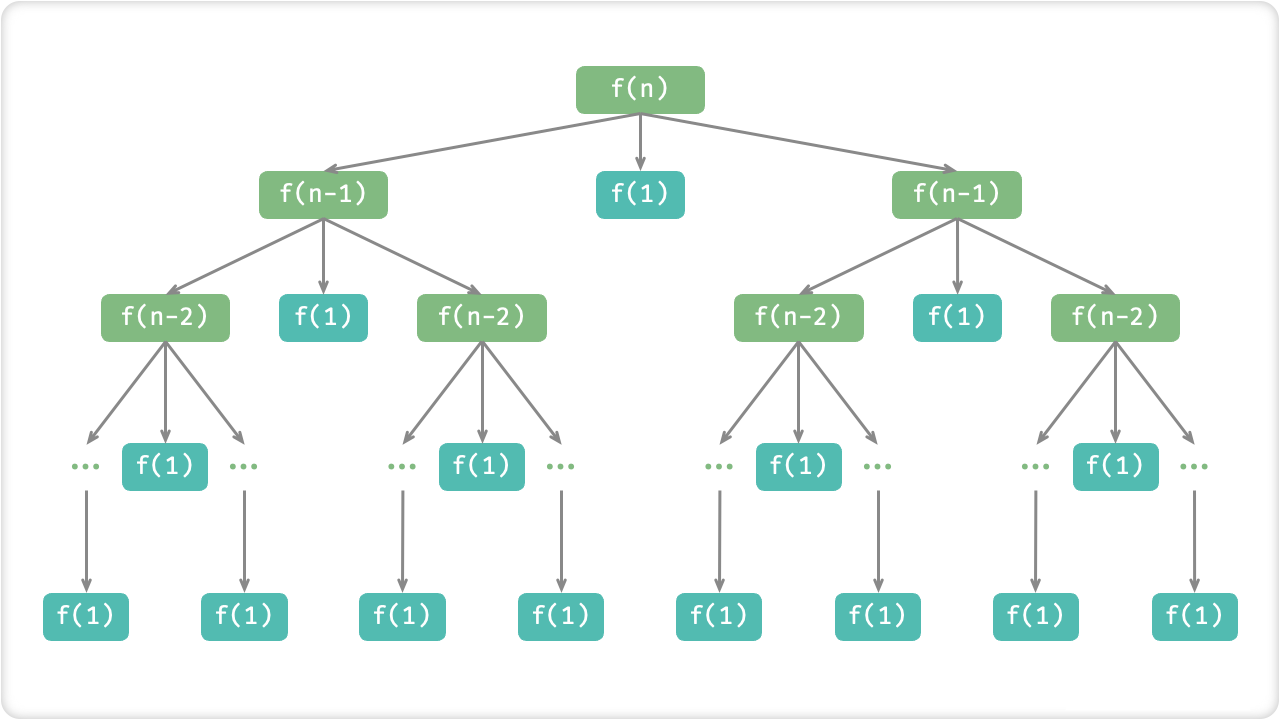 f(n)
f(n-1) f(1) f(n-1)
f(n-2) f(1) f(n-2) f(n-2) f(1) f(n-2)
... f(1) ... ... f(1) ... ... f(1) ... ... f(1) ...
f(1) f(1) f(1) f(1) f(1) f(1) f(1) f(1)